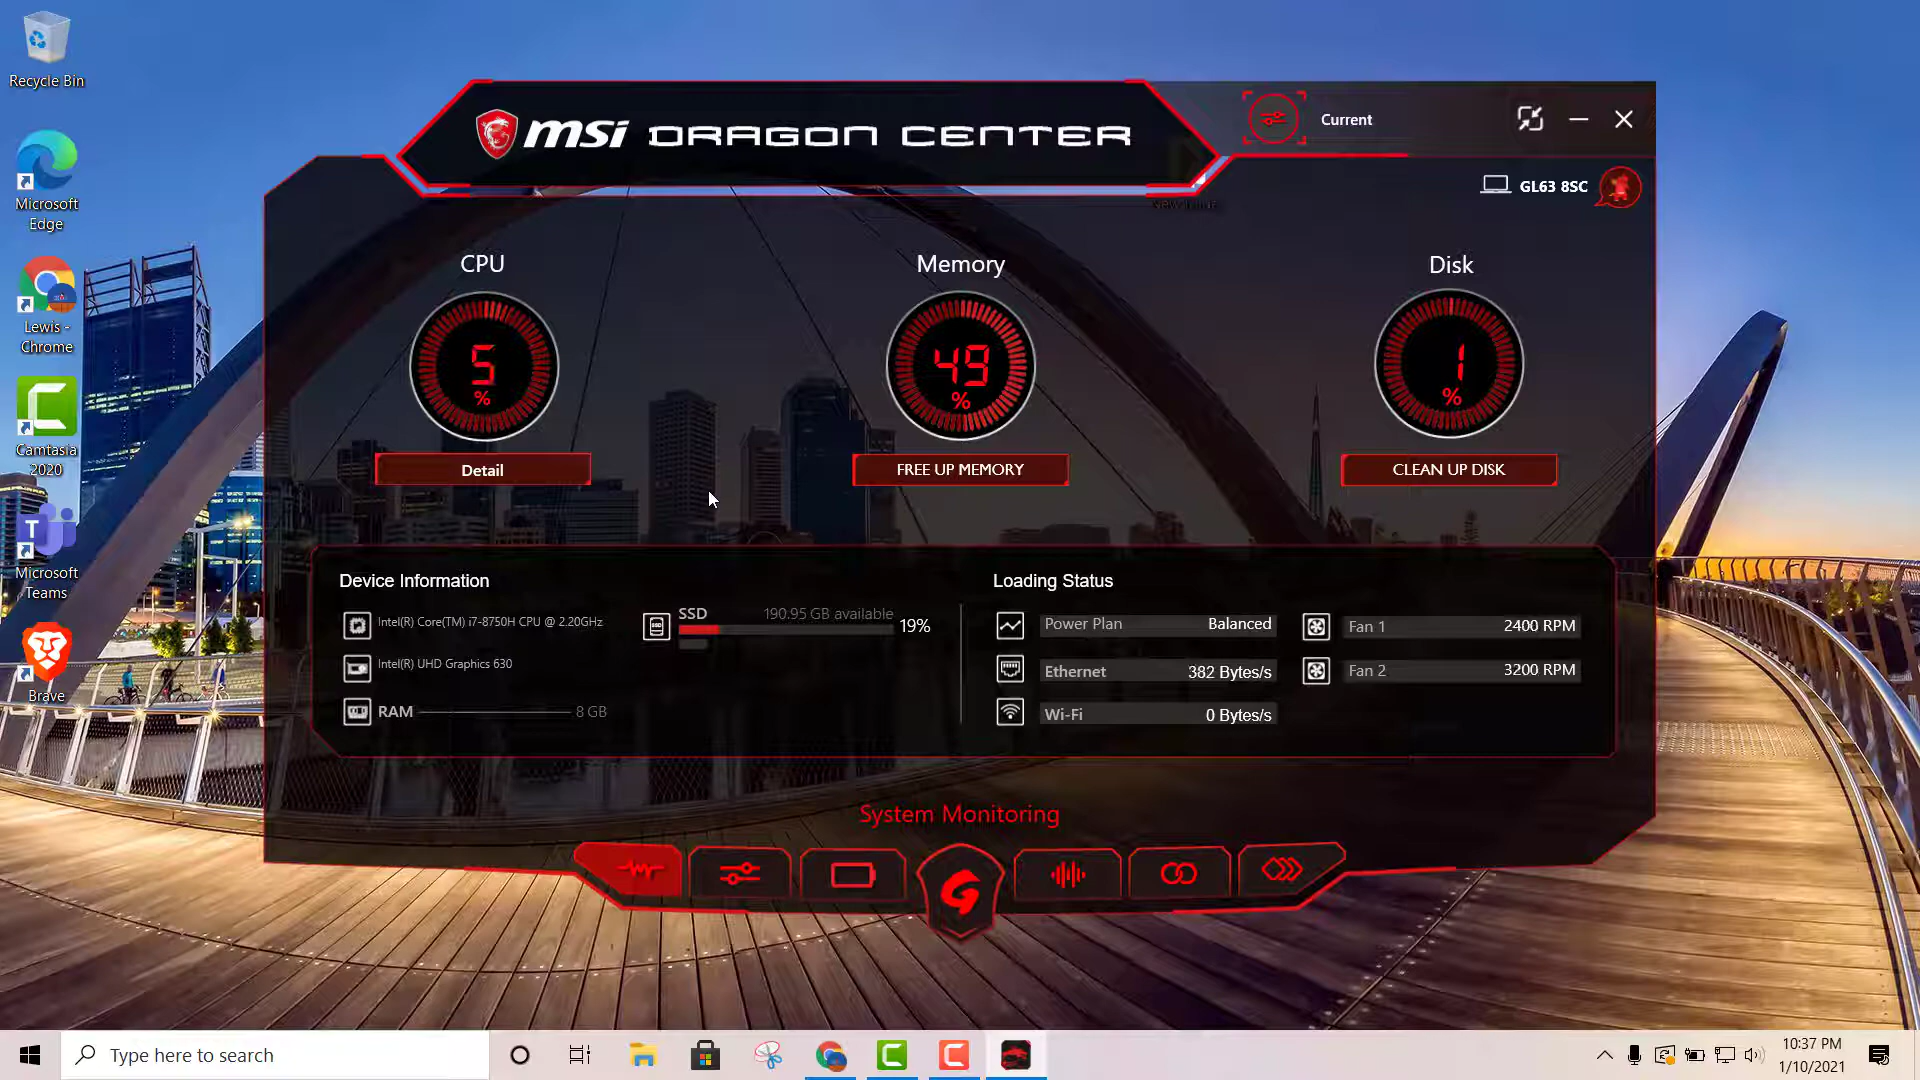 Recycle Bin
Microsoft
Edge
Lewis -
Chrome
Camtasia
2020
Microsoft
Teams
Brave
msi DRAGON CENTER
Current
GL63 8SC
CPU
Memory
Disk
5
%
49
%
1
%
Detail
FREE UP MEMORY
CLEAN UP DISK
Device Information
Intel(R) Core(TM) i7-8750H CPU @ 2.20GHz
Intel(R) UHD Graphics 630
RAM 8 GB
SSD 190.95 GB available
19%
Loading Status
Power Plan Balanced
Ethernet 382 Bytes/s
Wi-Fi 0 Bytes/s
Fan 1 2400 RPM
Fan 2 3200 RPM
System Monitoring
Type here to search
10:37 PM
1/10/2021